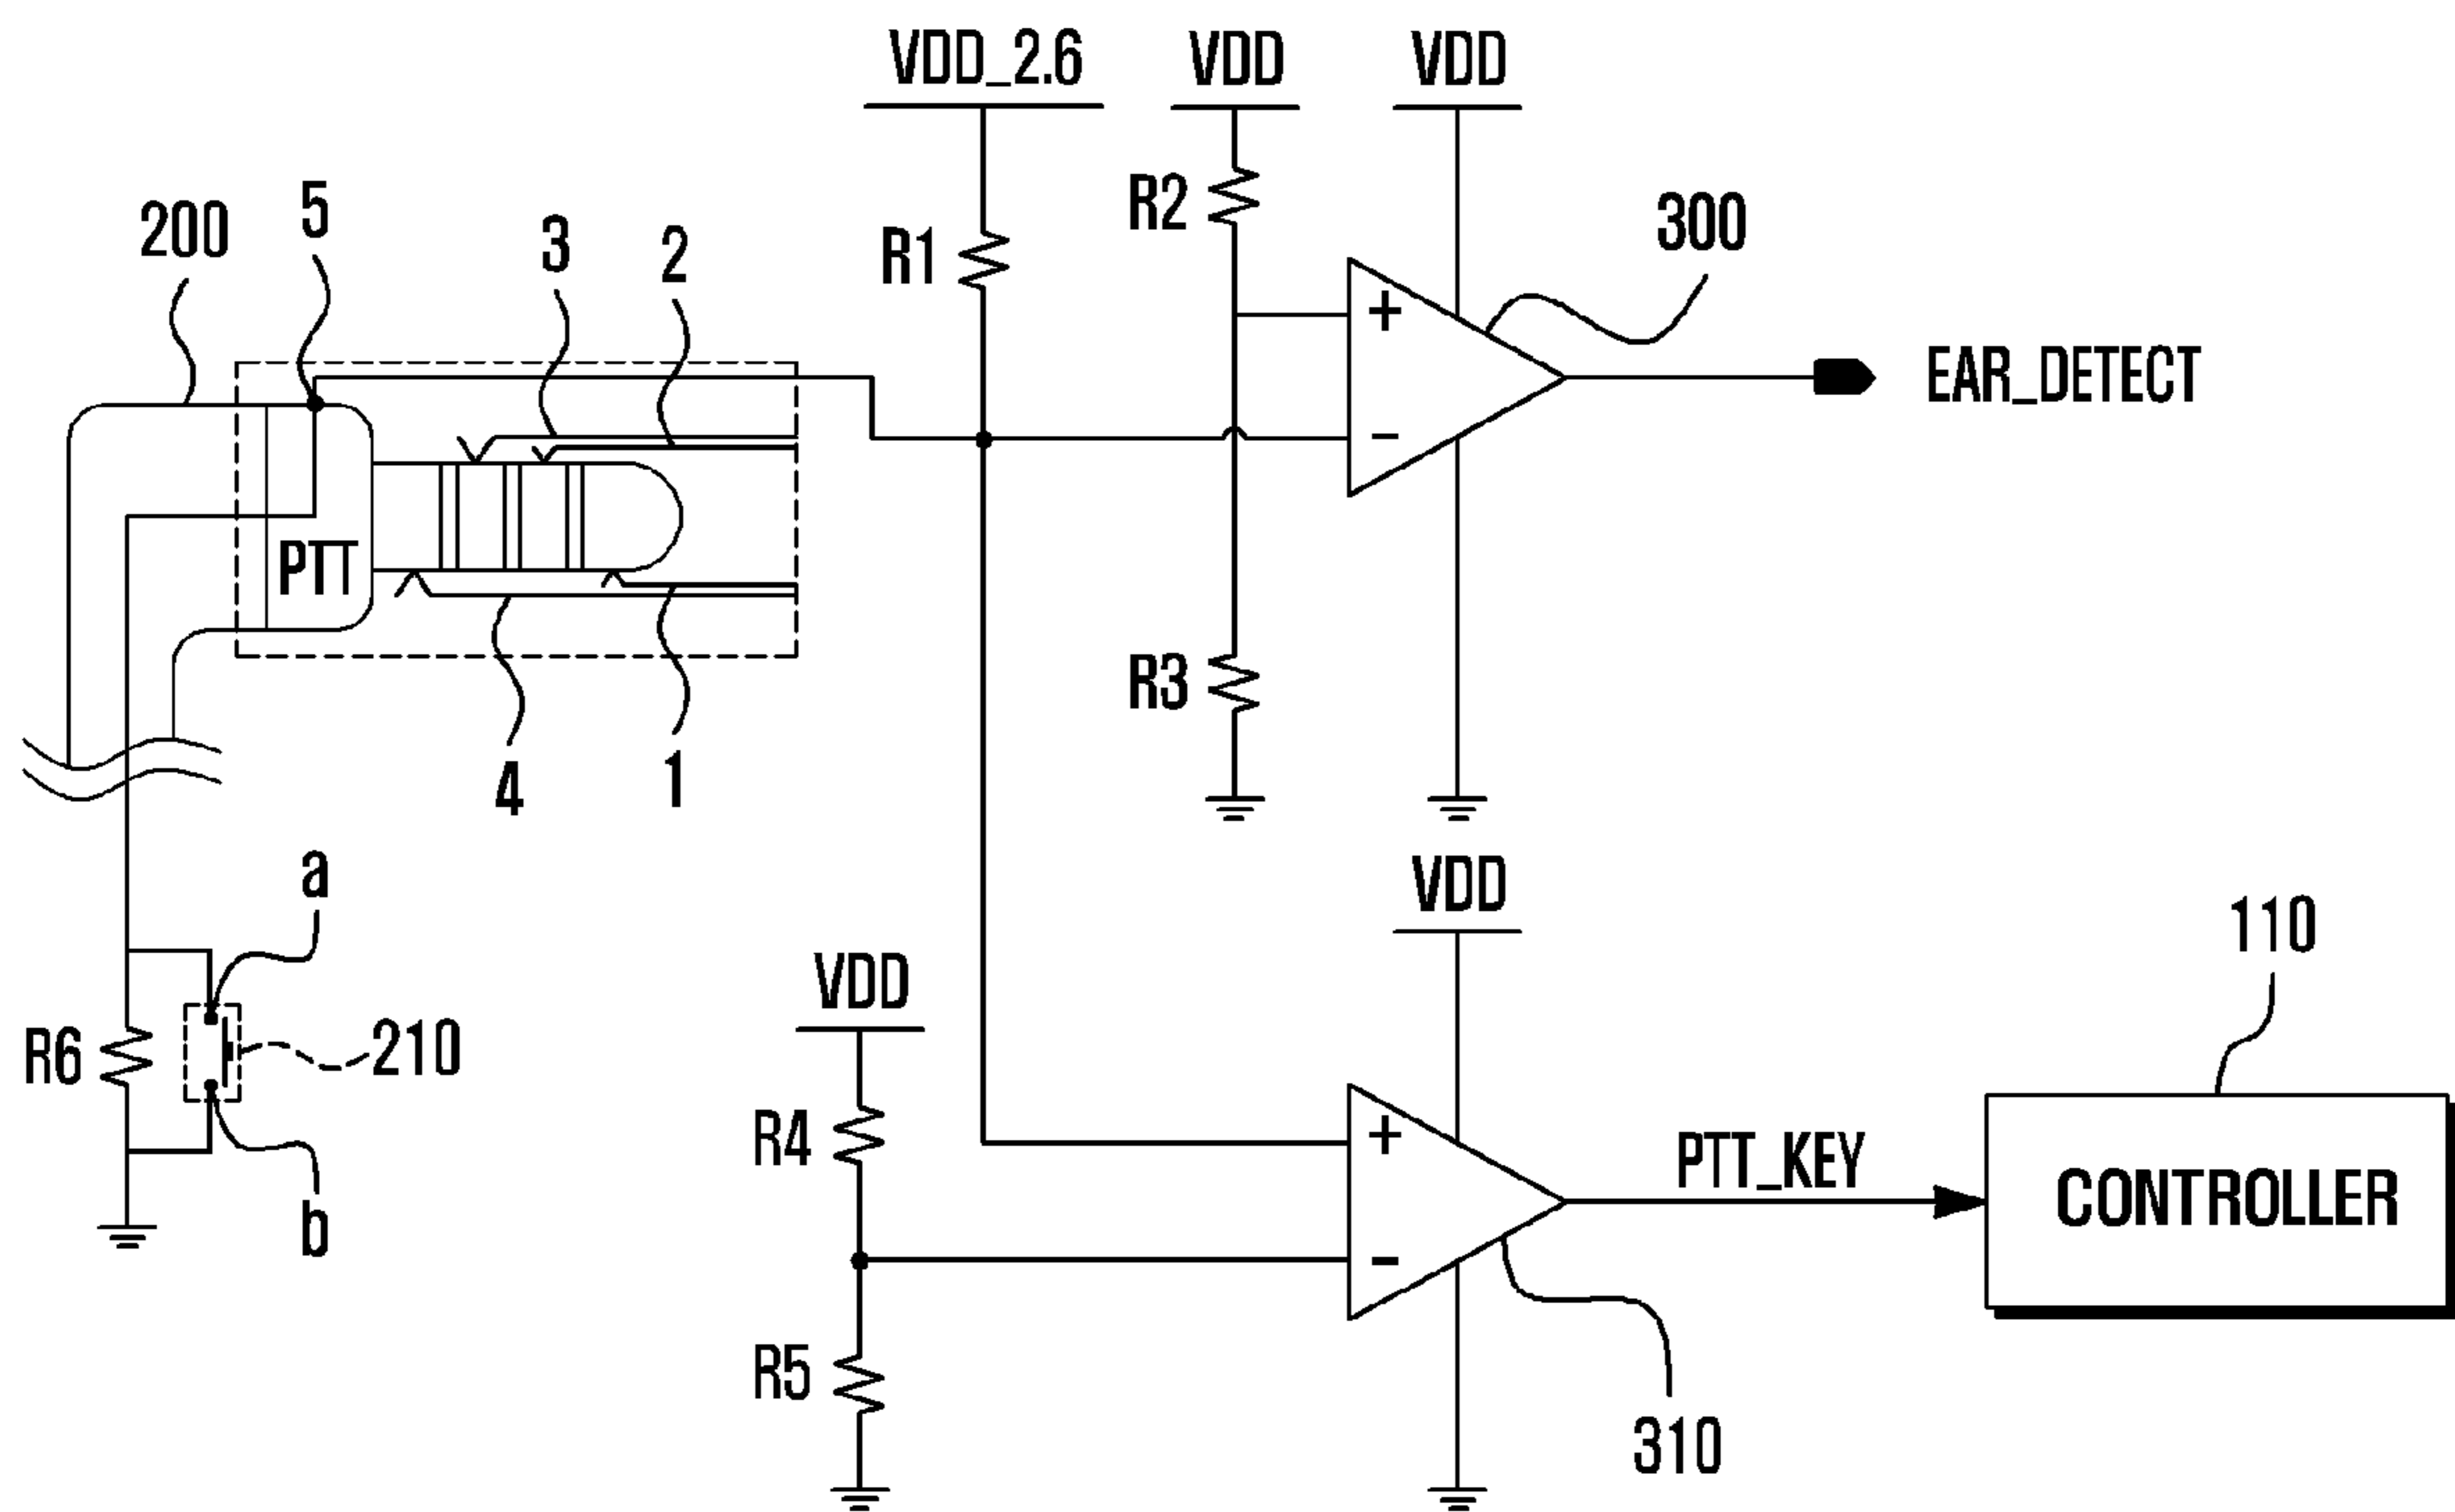 VDD_2.6 VDD VDD
200 5 3 2 R1 R2 300
+
-
EAR_DETECT
PTT
R3
4 1
a
VDD
110
VDD
R6 210
R4
+
-
PTT_KEY
CONTROLLER
b
R5
310